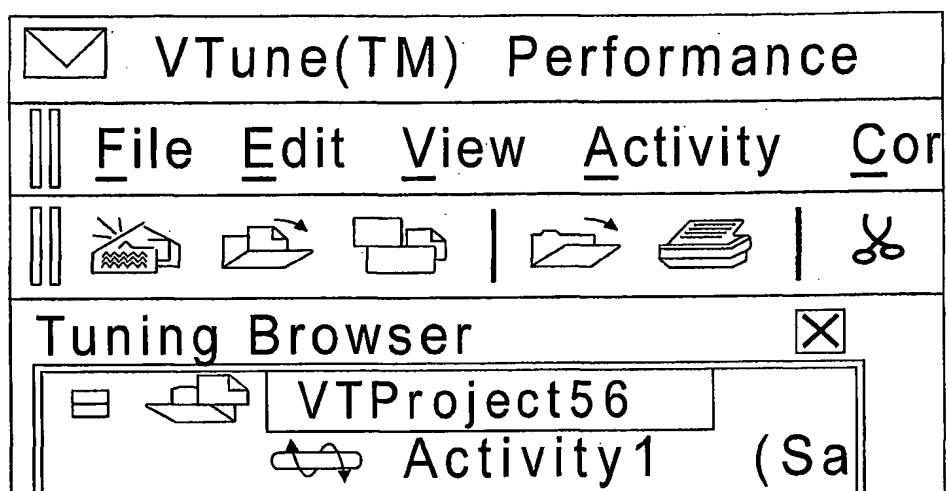 VTune(TM) Performance
File Edit View Activity Cor
Tuning Browser
VTProject56
Activity1 (Sa